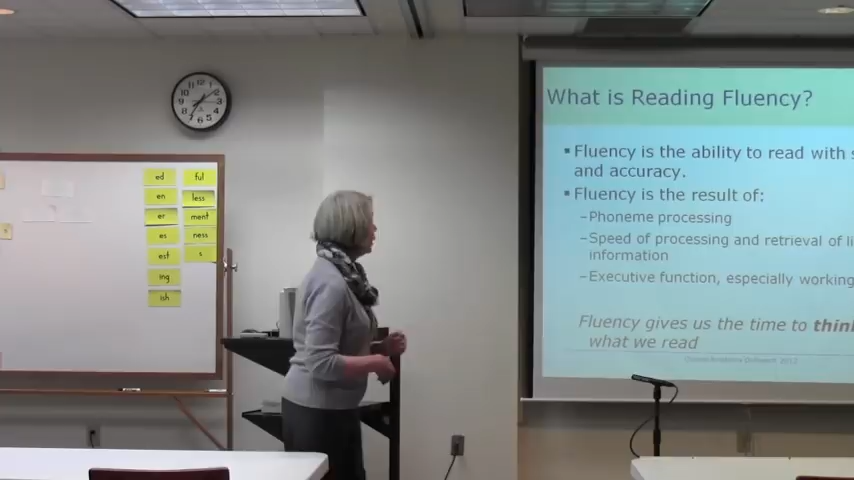 What is Reading Fluency?
Fluency is the ability to read with
and accuracy.
Fluency is the result of:
–Phoneme processing
–Speed of processing and retrieval of
information
–Executive function, especially working
Fluency gives us the time to think
what we read
ed
en
er
es
est
ing
ish
ful
less
ment
ness
s